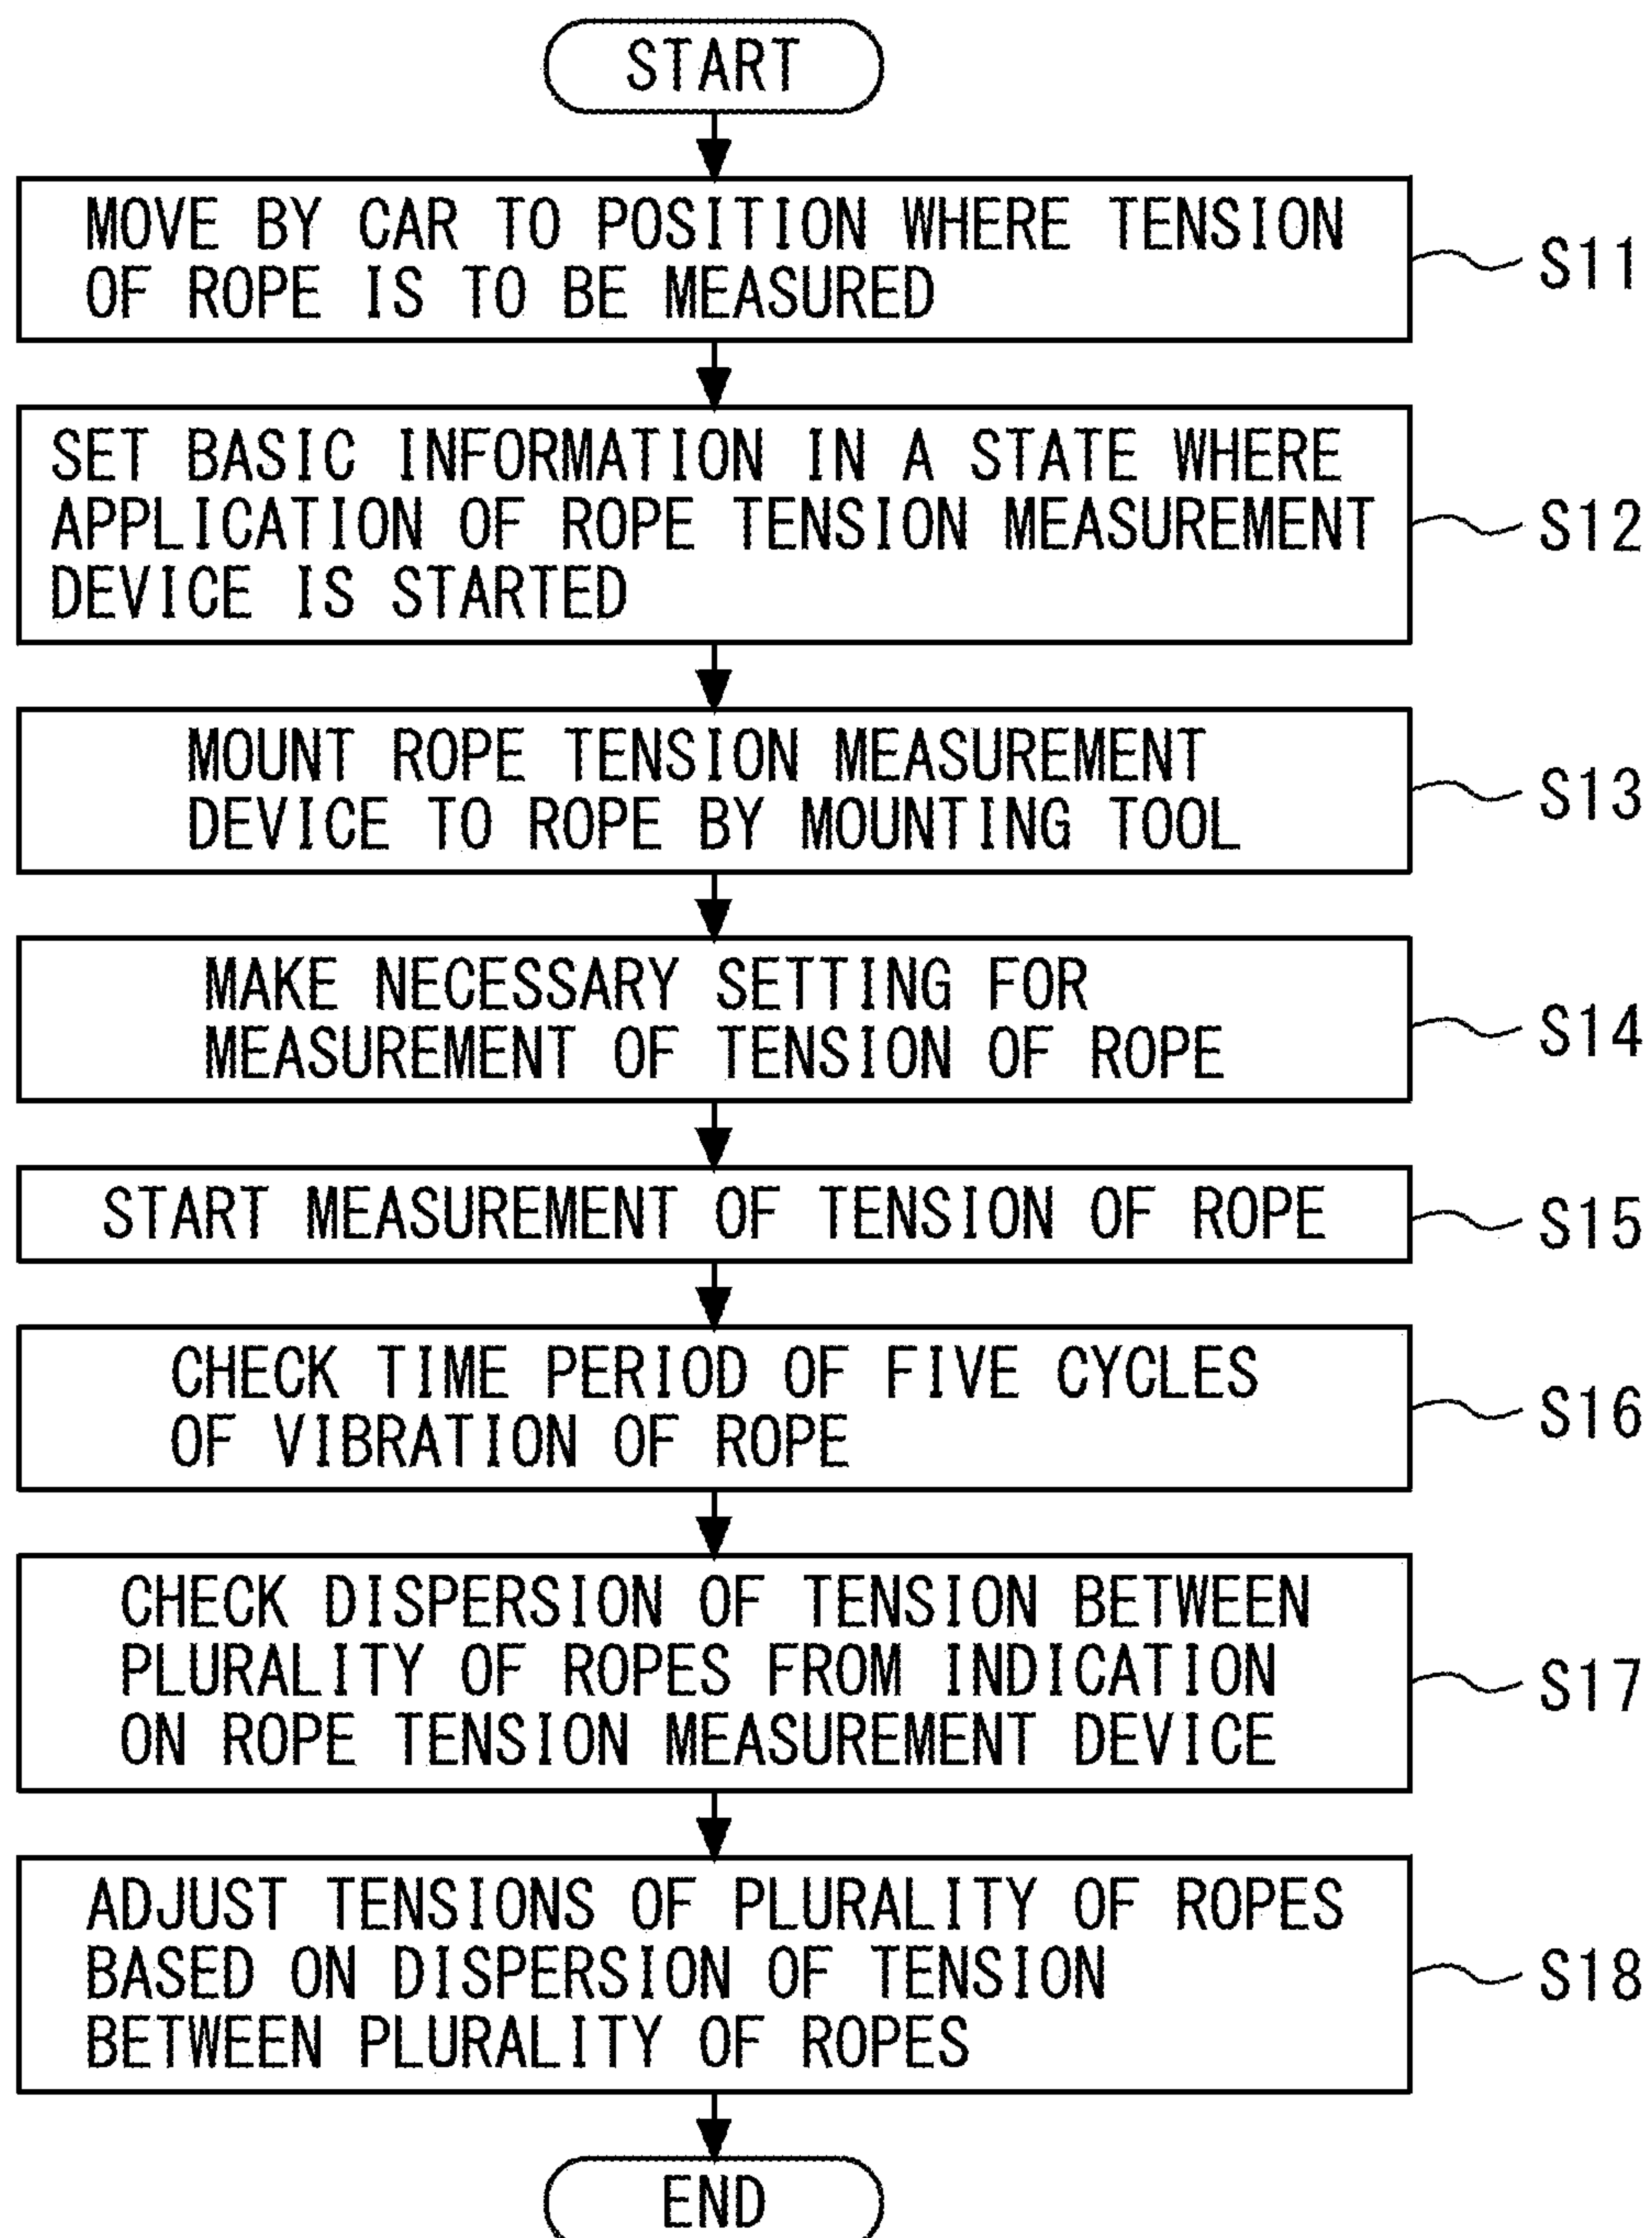 START
MOVE BY CAR TO POSITION WHERE TENSION
OF ROPE IS TO BE MEASURED
S11
SET BASIC INFORMATION IN A STATE WHERE
APPLICATION OF ROPE TENSION MEASUREMENT
DEVICE IS STARTED
S12
MOUNT ROPE TENSION MEASUREMENT
DEVICE TO ROPE BY MOUNTING TOOL
S13
MAKE NECESSARY SETTING FOR
MEASUREMENT OF TENSION OF ROPE
S14
START MEASUREMENT OF TENSION OF ROPE
S15
CHECK TIME PERIOD OF FIVE CYCLES
OF VIBRATION OF ROPE
S16
CHECK DISPERSION OF TENSION BETWEEN
PLURALITY OF ROPES FROM INDICATION
ON ROPE TENSION MEASUREMENT DEVICE
S17
ADJUST TENSIONS OF PLURALITY OF ROPES
BASED ON DISPERSION OF TENSION
BETWEEN PLURALITY OF ROPES
S18
END